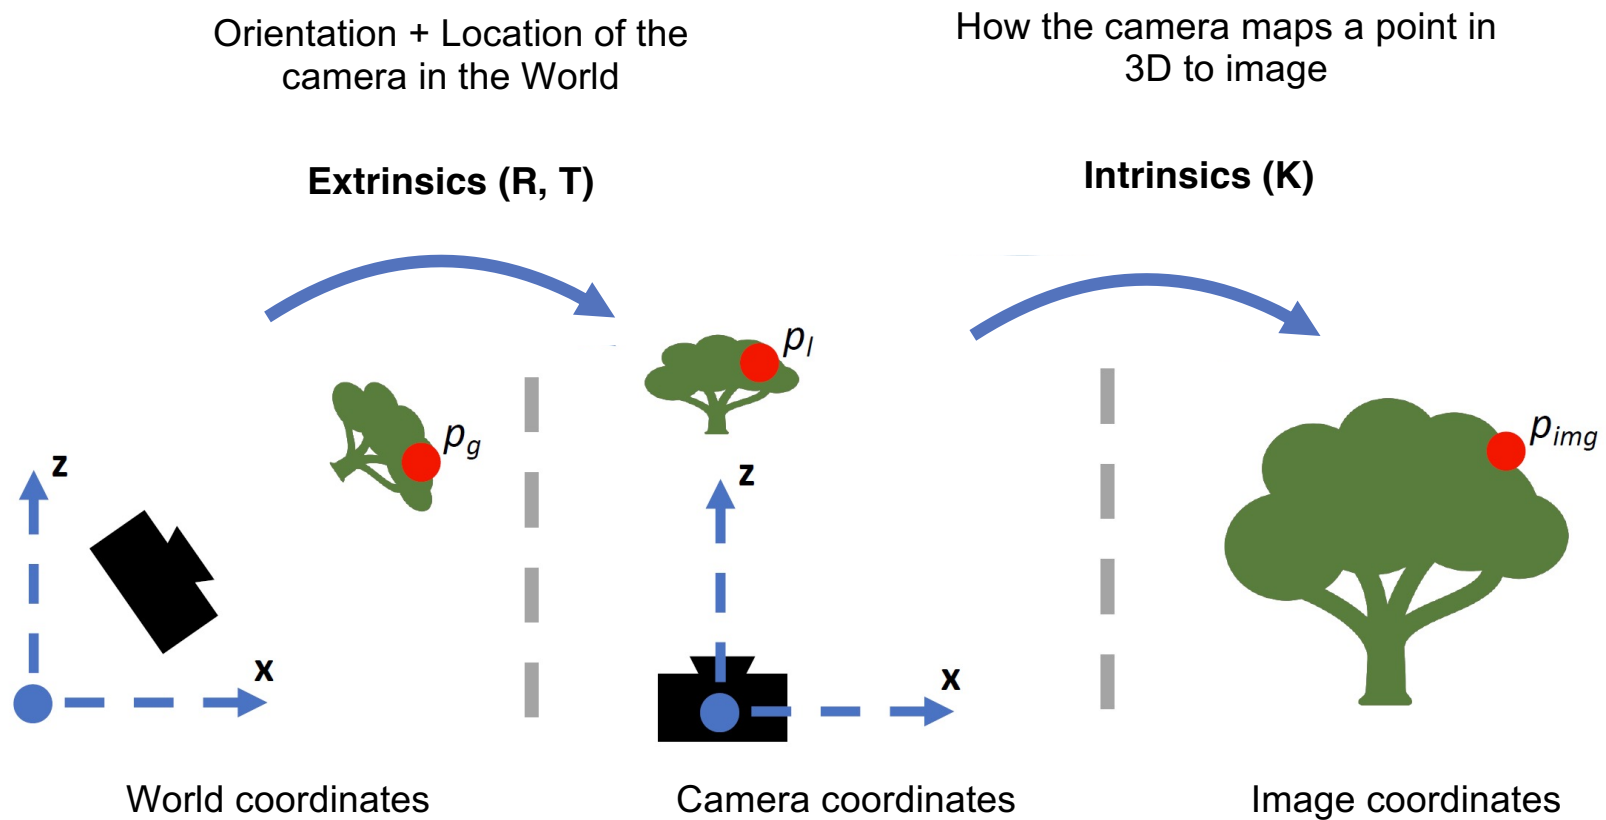 Orientation + Location of the
camera in the World
How the camera maps a point in
3D to image
Extrinsics (R, T)
Intrinsics (K)
p_l
p_g
p_img
z
z
x
x
World coordinates
Camera coordinates
Image coordinates